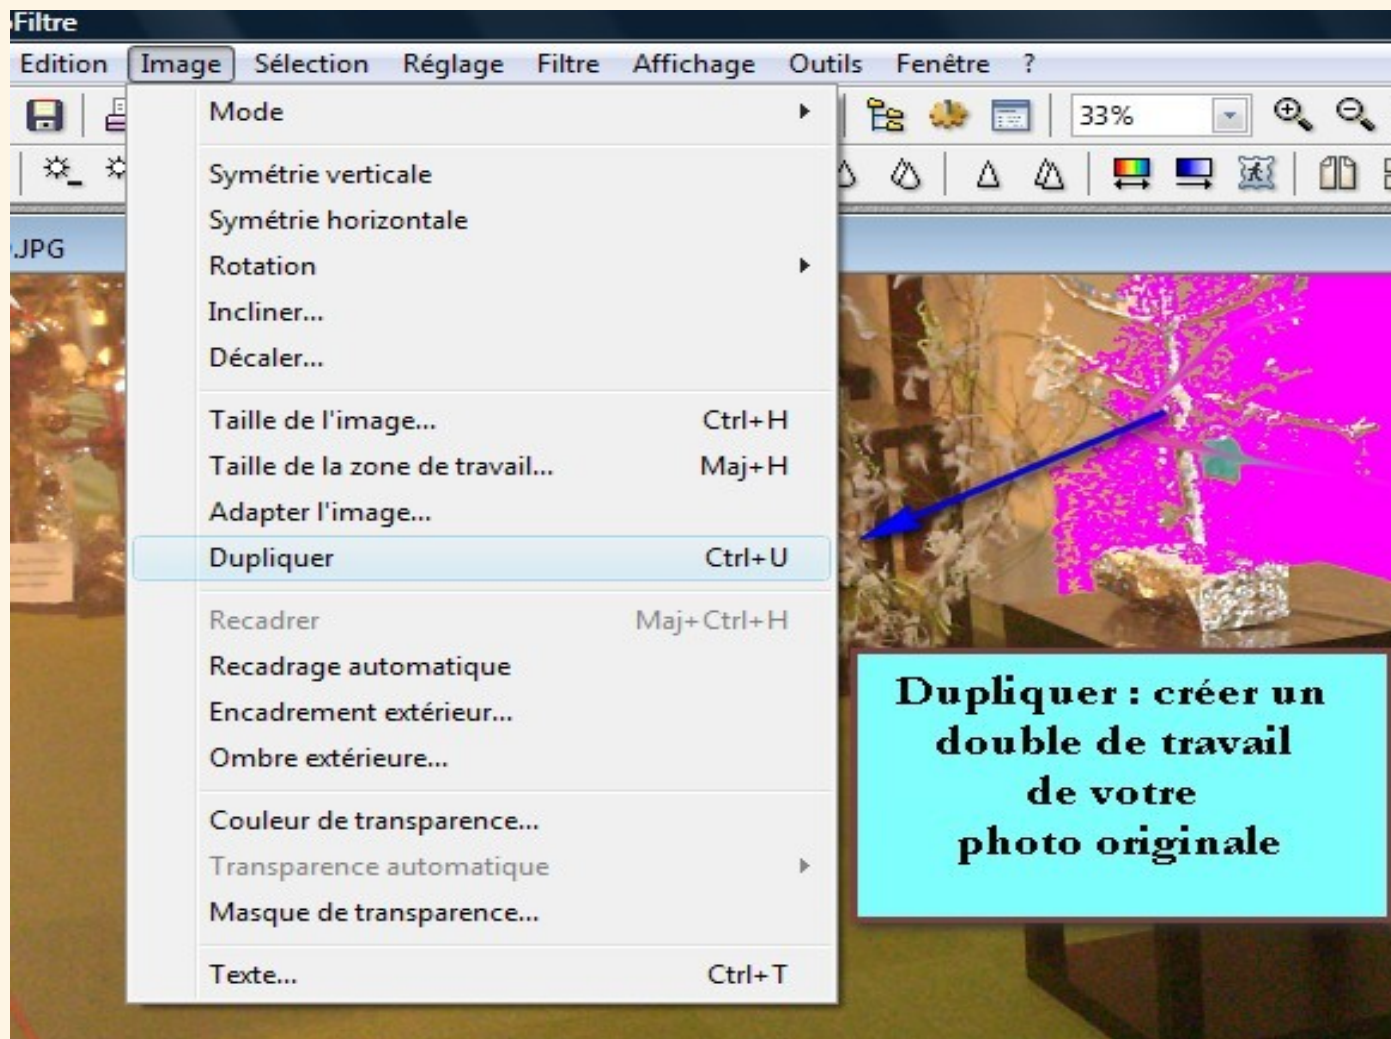 oFiltre
Edition Image Sélection Réglage Filtre Affichage Outils Fenêtre ?
33%
.JPG
Mode
Symétrie verticale
Symétrie horizontale
Rotation
Incliner...
Décaler...
Taille de l'image... Ctrl+H
Taille de la zone de travail... Maj+H
Adapter l'image...
Dupliquer Ctrl+U
Recadrer Maj+Ctrl+H
Recadrage automatique
Encadrement extérieur...
Ombre extérieure...
Couleur de transparence...
Transparence automatique
Masque de transparence...
Texte... Ctrl+T
Dupliquer : créer un
double de travail
de votre
photo originale